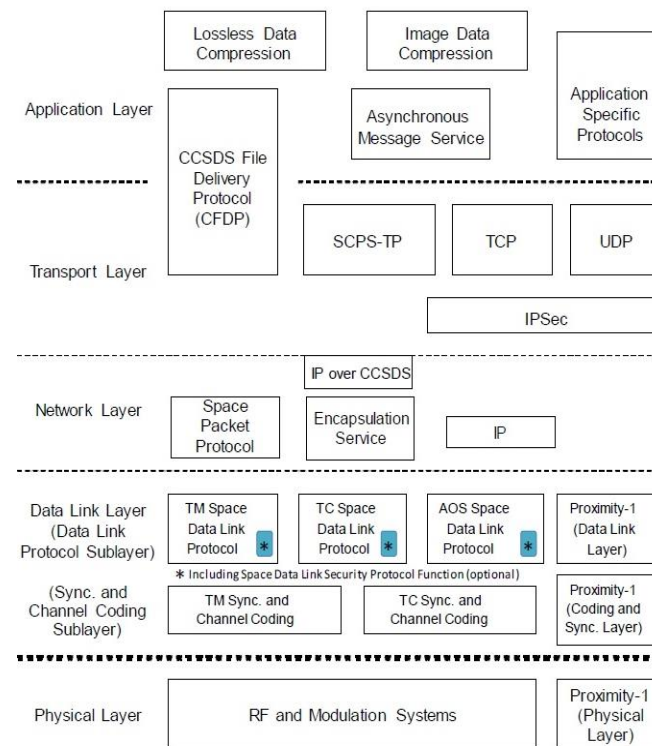 Lossless Data
Compression
Image Data
Compression
Application Layer
Asynchronous
Message Service
Application
Specific
Protocols
CCSDS File
Delivery
Protocol
(CFDP)
SCPS-TP
TCP
UDP
Transport Layer
IPSec
IP over CCSDS
Network Layer
Space
Packet
Protocol
Encapsulation
Service
IP
Data Link Layer
(Data Link
Protocol Sublayer)
TM Space
Data Link
Protocol *
TC Space
Data Link
Protocol *
AOS Space
Data Link
Protocol *
Proximity-1
(Data Link
Layer)
* Including Space Data Link Security Protocol Function (optional)
(Sync. and
Channel Coding
Sublayer)
TM Sync. and
Channel Coding
TC Sync. and
Channel Coding
Proximity-1
(Coding and
Sync. Layer)
Physical Layer
RF and Modulation Systems
Proximity-1
(Physical
Layer)